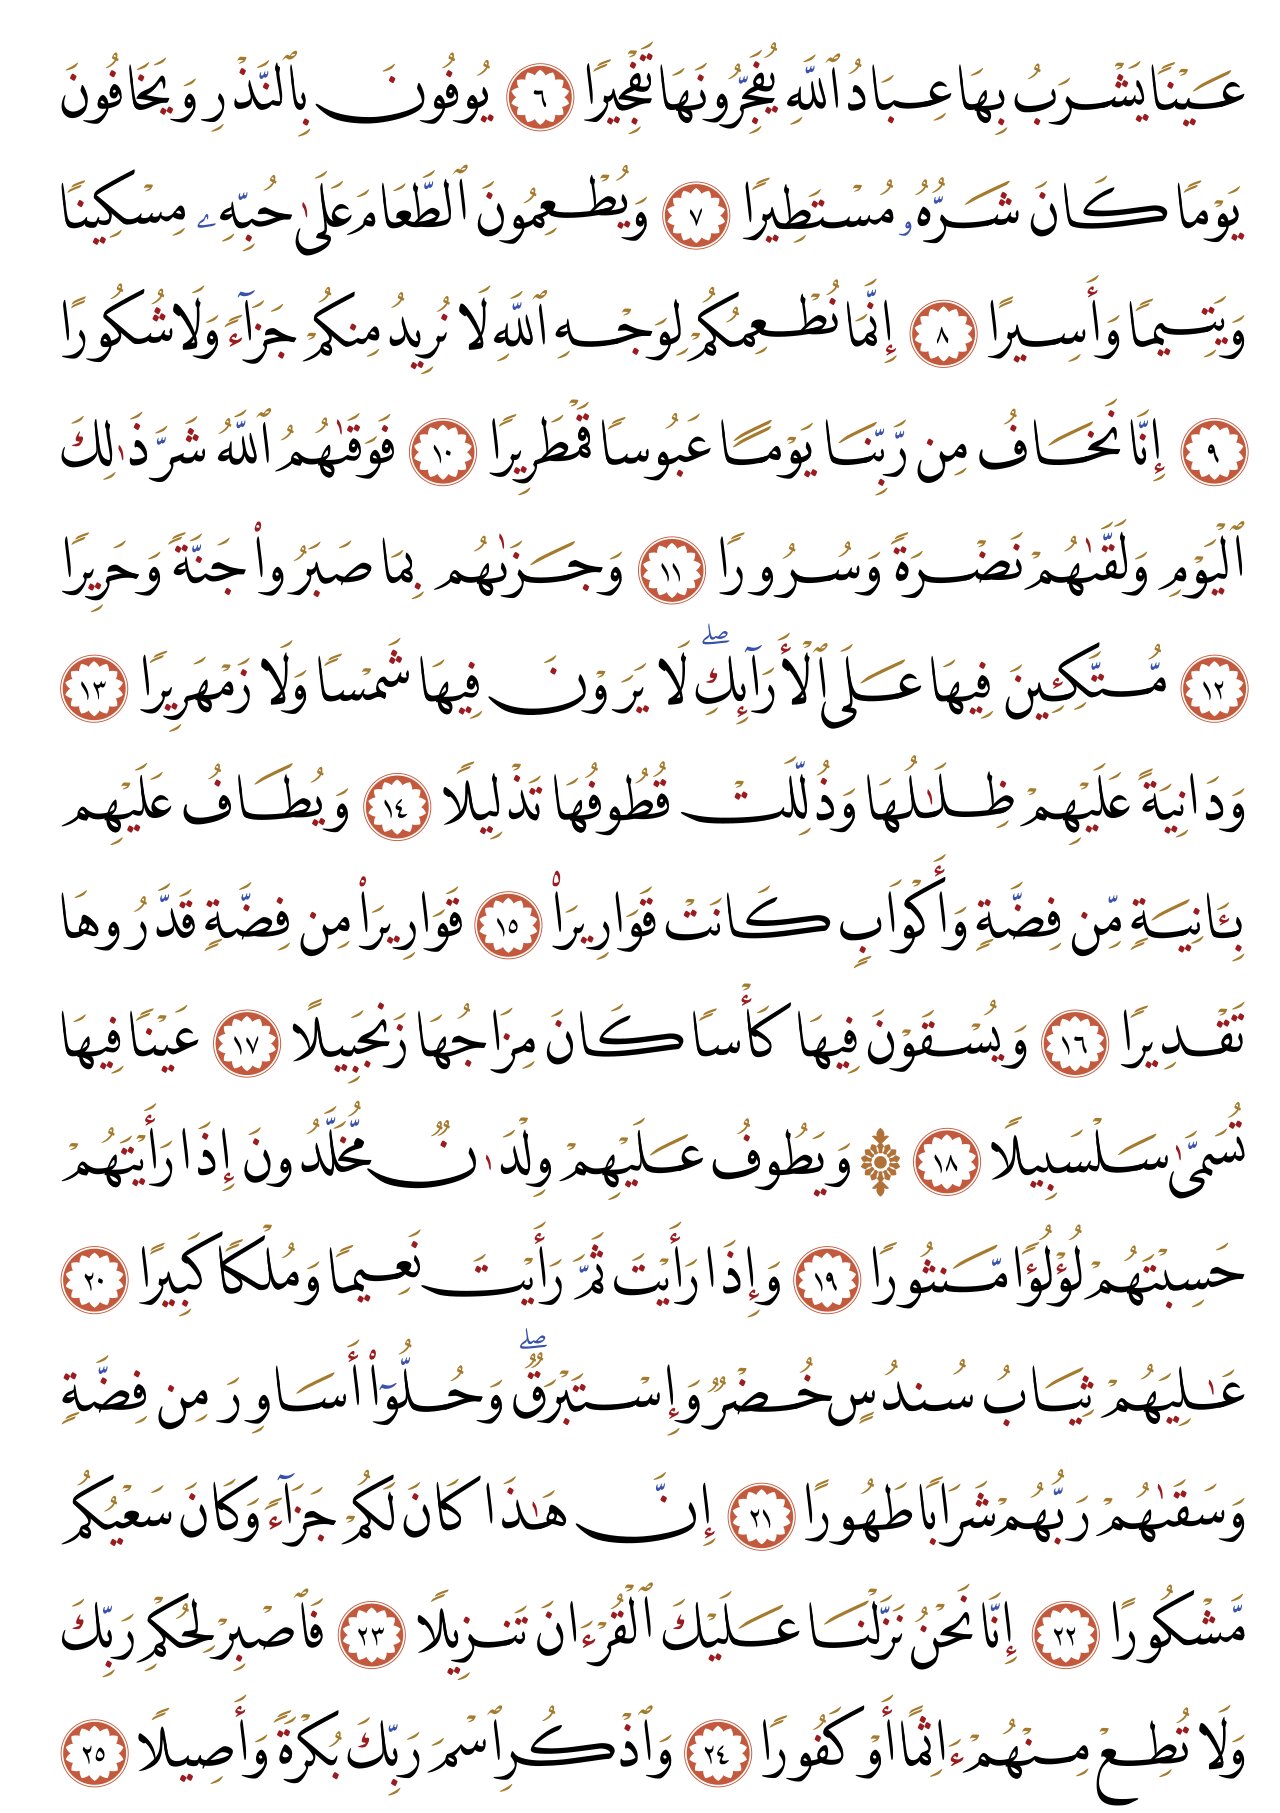 عَيْنًا يَشْرَبُ بِهَا عِبَادُ ٱللَّهِ يُفَجِّرُونَهَا تَفْجِيرًا ٦ يُوفُونَ بِٱلنَّذْرِ وَيَخَافُونَ
يَوْمًا كَانَ شَرُّهُۥ مُسْتَطِيرًا ٧ وَيُطْعِمُونَ ٱلطَّعَامَ عَلَىٰ حُبِّهِۦ مِسْكِينًا
وَيَتِيمًا وَأَسِيرًا ٨ إِنَّمَا نُطْعِمُكُمْ لِوَجْهِ ٱللَّهِ لَا نُرِيدُ مِنكُمْ جَزَآءً وَلَا شُكُورًا
٩ إِنَّا نَخَافُ مِن رَّبِّنَا يَوْمًا عَبُوسًا قَمْطَرِيرًا ١٠ فَوَقَىٰهُمُ ٱللَّهُ شَرَّ ذَٰلِكَ
ٱلْيَوْمِ وَلَقَّىٰهُمْ نَضْرَةً وَسُرُورًا ١١ وَجَزَىٰهُم بِمَا صَبَرُوا۟ جَنَّةً وَحَرِيرًا
١٢ مُّتَّكِـِٔينَ فِيهَا عَلَى ٱلْأَرَآئِكِ ۖ لَا يَرَوْنَ فِيهَا شَمْسًا وَلَا زَمْهَرِيرًا ١٣
وَدَانِيَةً عَلَيْهِمْ ظِلَـٰلُهَا وَذُلِّلَتْ قُطُوفُهَا تَذْلِيلًا ١٤ وَيُطَافُ عَلَيْهِم
بِـَٔانِيَةٍ مِّن فِضَّةٍ وَأَكْوَابٍ كَانَتْ قَوَارِيرَا۠ ١٥ قَوَارِيرَا۟ مِن فِضَّةٍ قَدَّرُوهَا
تَقْدِيرًا ١٦ وَيُسْقَوْنَ فِيهَا كَأْسًا كَانَ مِزَاجُهَا زَنجَبِيلًا ١٧ عَيْنًا فِيهَا
تُسَمَّىٰ سَلْسَبِيلًا ١٨ ۞ وَيَطُوفُ عَلَيْهِمْ وِلْدَٰنٌ مُّخَلَّدُونَ إِذَا رَأَيْتَهُمْ
حَسِبْتَهُمْ لُؤْلُؤًا مَّنثُورًا ١٩ وَإِذَا رَأَيْتَ ثَمَّ رَأَيْتَ نَعِيمًا وَمُلْكًا كَبِيرًا ٢٠
عَـٰلِيَهُمْ ثِيَابُ سُندُسٍ خُضْرٌ وَإِسْتَبْرَقٌ ۖ وَحُلُّوٓا۟ أَسَاوِرَ مِن فِضَّةٍ
وَسَقَىٰهُمْ رَبُّهُمْ شَرَابًا طَهُورًا ٢١ إِنَّ هَـٰذَا كَانَ لَكُمْ جَزَآءً وَكَانَ سَعْيُكُم
مَّشْكُورًا ٢٢ إِنَّا نَحْنُ نَزَّلْنَا عَلَيْكَ ٱلْقُرْءَانَ تَنزِيلًا ٢٣ فَٱصْبِرْ لِحُكْمِ رَبِّكَ
وَلَا تُطِعْ مِنْهُمْ ءَاثِمًا أَوْ كَفُورًا ٢٤ وَٱذْكُرِ ٱسْمَ رَبِّكَ بُكْرَةً وَأَصِيلًا ٢٥